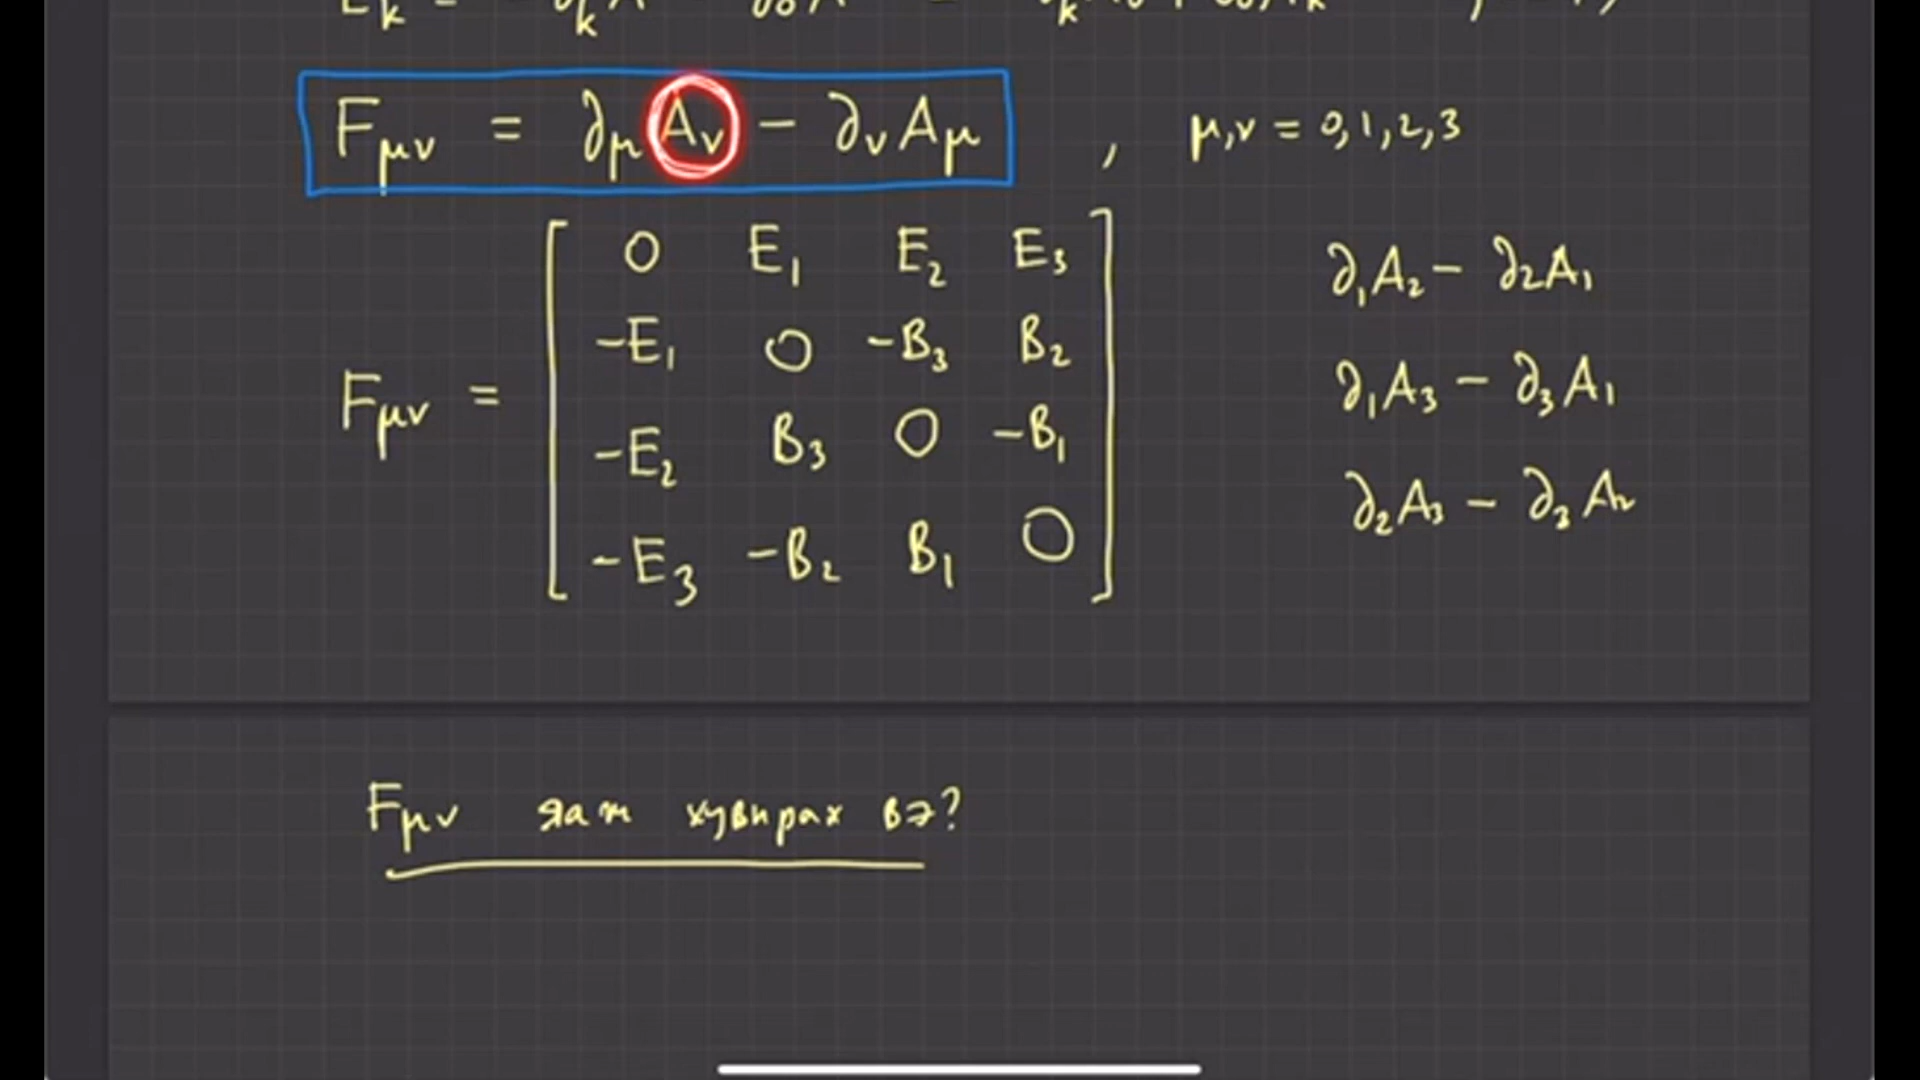 F_μν = ∂_μ A_ν − ∂_ν A_μ , μ,ν = 0,1,2,3
0 E₁ E₂ E₃
∂₁A₂ − ∂₂A₁
-E₁ 0 -B₃ B₂
∂₁A₃ − ∂₃A₁
F_μν =
-E₂ B₃ 0 -B₁
∂₂A₃ − ∂₃A₂
-E₃ -B₂ B₁ 0
F_μν яаж хувирах вэ?